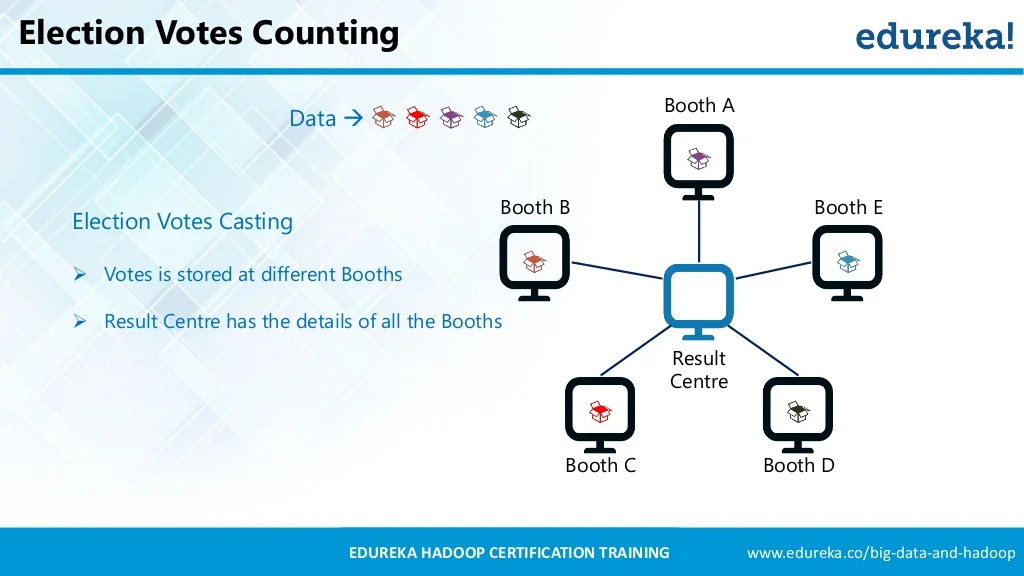 Election Votes Counting
edureka!
Data →
Booth A
Booth B
Booth E
Election Votes Casting
➢ Votes is stored at different Booths
➢ Result Centre has the details of all the Booths
Result
Centre
Booth C
Booth D
EDUREKA HADOOP CERTIFICATION TRAINING
www.edureka.co/big-data-and-hadoop